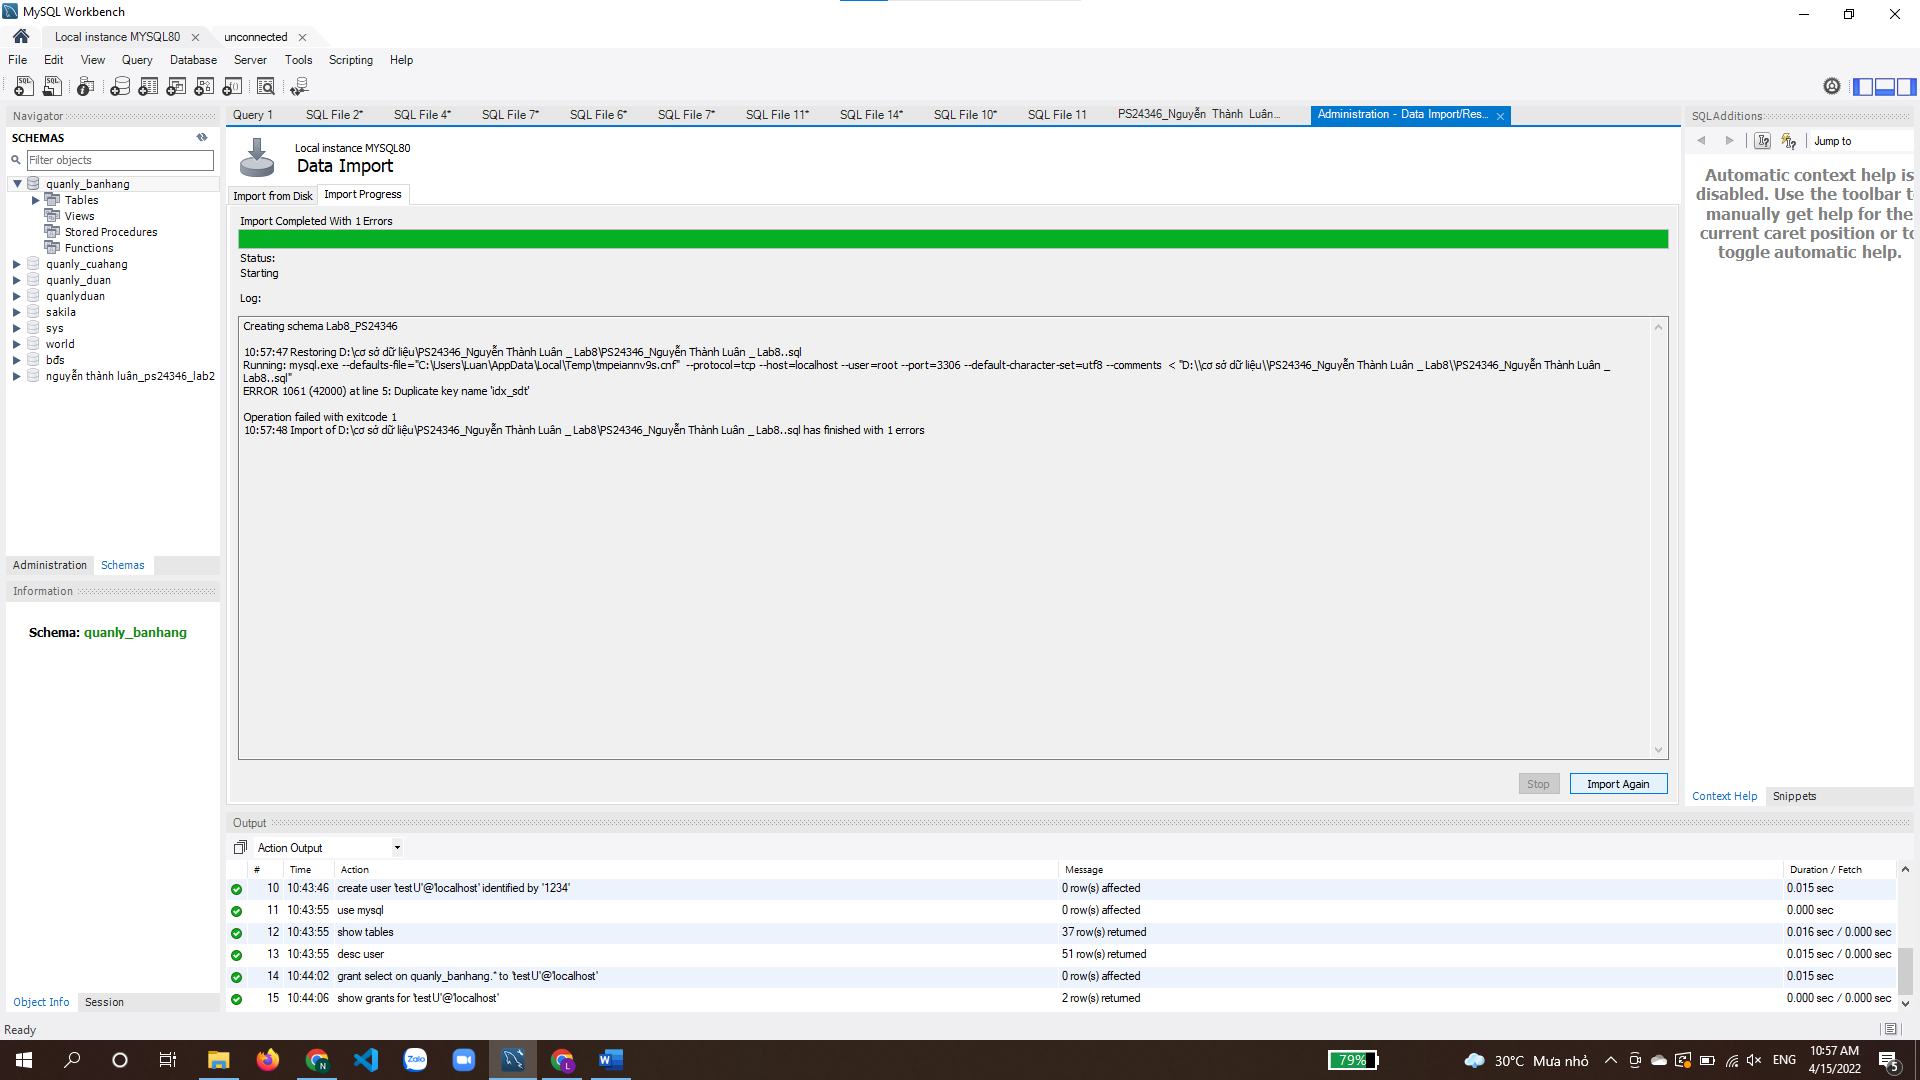 MySQL Workbench
Local instance MYSQL80
unconnected
File Edit View Query Database Server Tools Scripting Help
Navigator
SCHEMAS
Filter objects
quanly_banhang
Tables
Views
Stored Procedures
Functions
quanly_cuahang
quanly_duan
quanlyduan
sakila
sys
world
bđs
nguyễn thành luân_ps24346_lab2
Administration Schemas
Information
Schema: quanly_banhang
Object Info Session
Query 1 SQL File 2* SQL File 4* SQL File 7* SQL File 6* SQL File 7* SQL File 11* SQL File 14* SQL File 10* SQL File 11 PS24346_Nguyễn Thành Luân... Administration - Data Import/Res...
Local instance MYSQL80
Data Import
Import from Disk Import Progress
Import Completed With 1 Errors
Status:
Starting
Log:
Creating schema Lab8_PS24346
10:57:47 Restoring D:\cơ sở dữ liệu\PS24346_Nguyễn Thành Luân _ Lab8\PS24346_Nguyễn Thành Luân _ Lab8..sql
Running: mysql.exe --defaults-file="C:\Users\Luan\AppData\Local\Temp\tmpeiannv9s.cnf" --protocol=tcp --host=localhost --user=root --port=3306 --default-character-set=utf8 --comments < "D:\\cơ sở dữ liệu\\PS24346_Nguyễn Thành Luân _ Lab8\\PS24346_Nguyễn Thành Luân _
Lab8..sql"
ERROR 1061 (42000) at line 5: Duplicate key name 'idx_sdt'
Operation failed with exitcode 1
10:57:48 Import of D:\cơ sở dữ liệu\PS24346_Nguyễn Thành Luân _ Lab8\PS24346_Nguyễn Thành Luân _ Lab8..sql has finished with 1 errors
Stop Import Again
SQLAdditions
Jump to
Automatic context help is
disabled. Use the toolbar t
manually get help for the
current caret position or to
toggle automatic help.
Context Help Snippets
Output
Action Output
# Time Action Message Duration / Fetch
10 10:43:46 create user 'testU'@'localhost' identified by '1234' 0 row(s) affected 0.015 sec
11 10:43:55 use mysql 0 row(s) affected 0.000 sec
12 10:43:55 show tables 37 row(s) returned 0.016 sec / 0.000 sec
13 10:43:55 desc user 51 row(s) returned 0.015 sec / 0.000 sec
14 10:44:02 grant select on quanly_banhang.* to 'testU'@'localhost' 0 row(s) affected 0.015 sec
15 10:44:06 show grants for 'testU'@'localhost' 2 row(s) returned 0.000 sec / 0.000 sec
Ready
N
Zalo
L
79%
30°C Mưa nhỏ
ENG
10:57 AM
4/15/2022
5